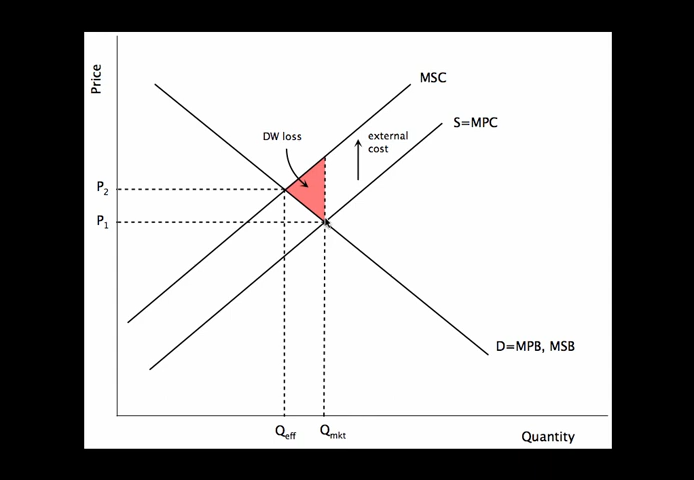 Price
MSC
S=MPC
DW loss
external
cost
P2
P1
D=MPB, MSB
Qeff
Qmkt
Quantity